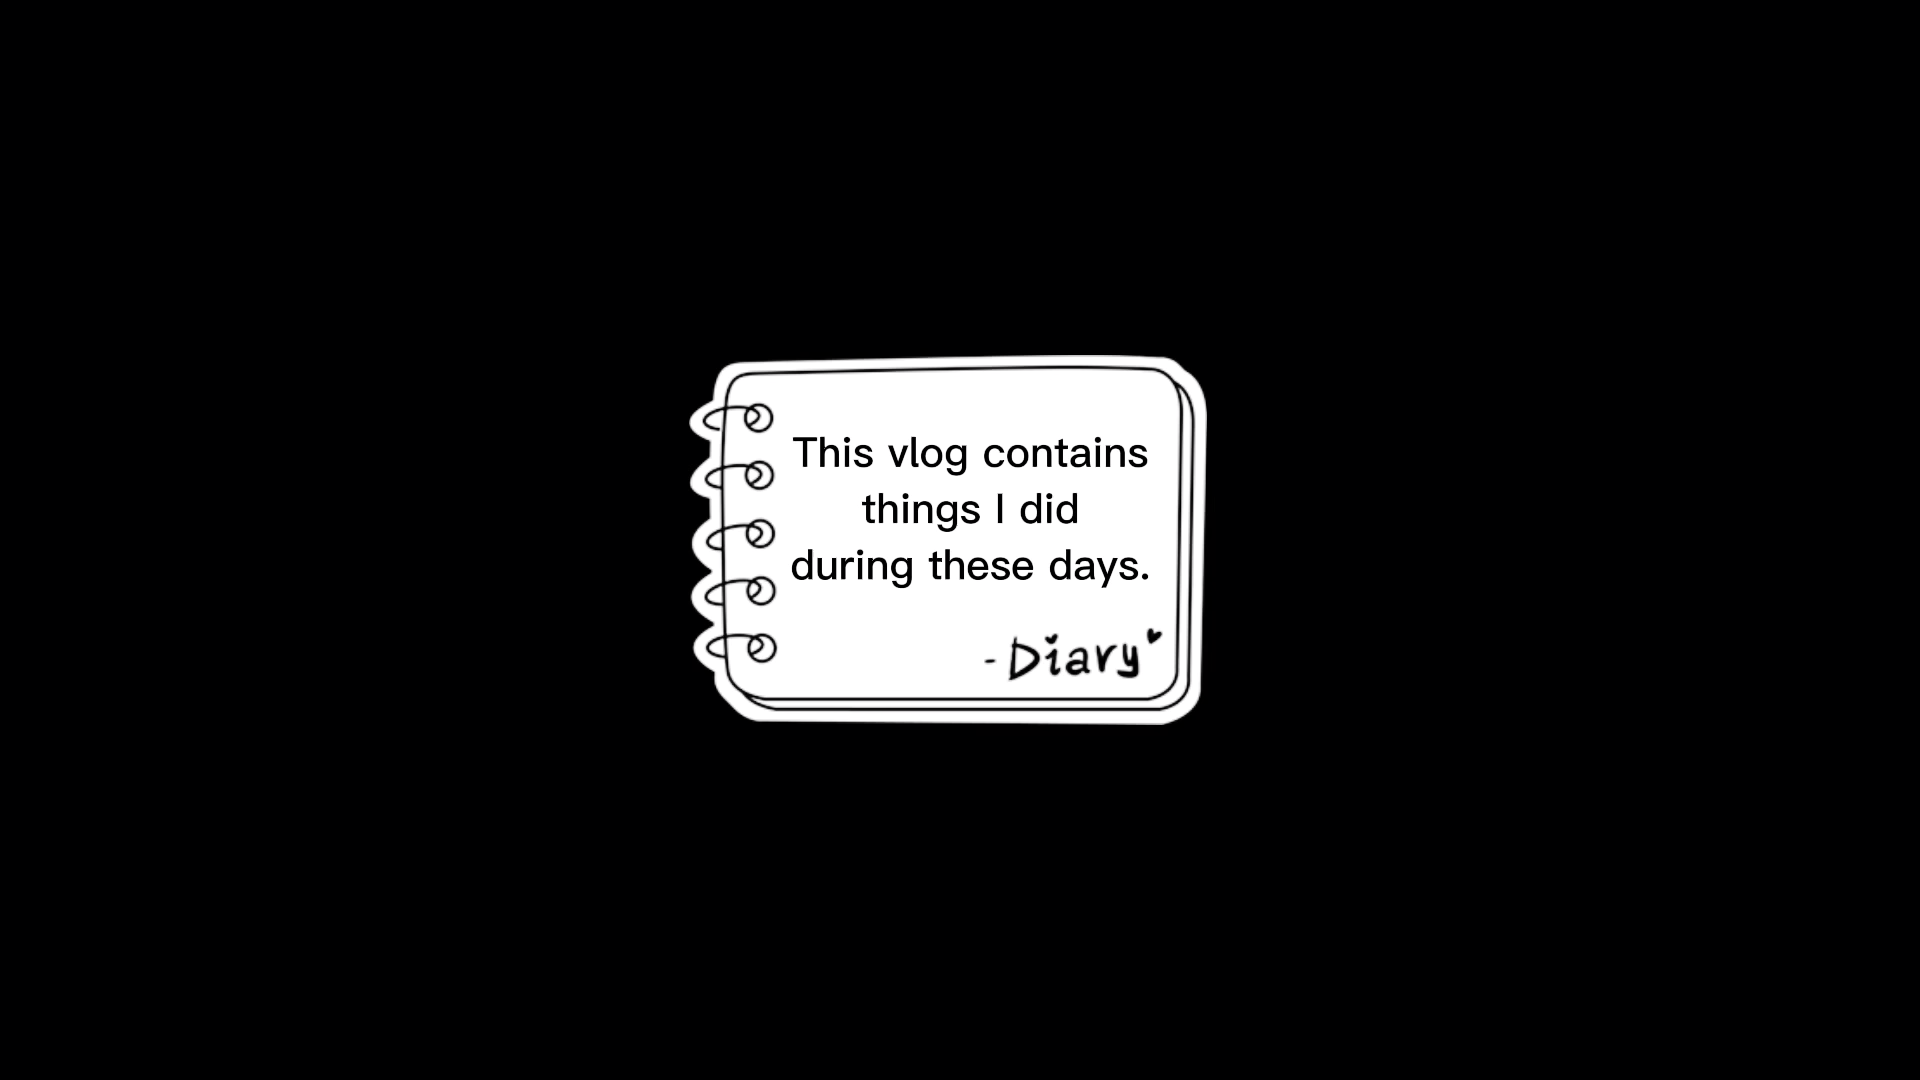 This vlog contains
things I did
during these days.
- Diary